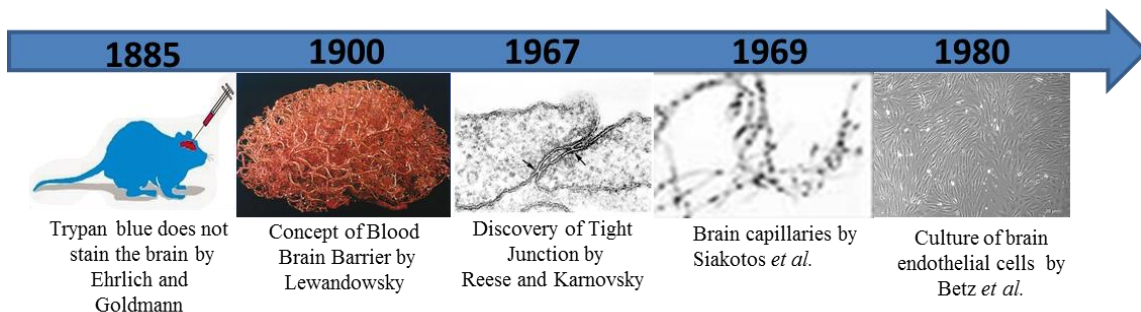 1885 1900 1967 1969 1980
Trypan blue does not
stain the brain by
Ehrlich and
Goldmann
Concept of Blood
Brain Barrier by
Lewandowsky
Discovery of Tight
Junction by
Reese and Karnovsky
Brain capillaries by
Siakotos et al.
Culture of brain
endothelial cells by
Betz et al.